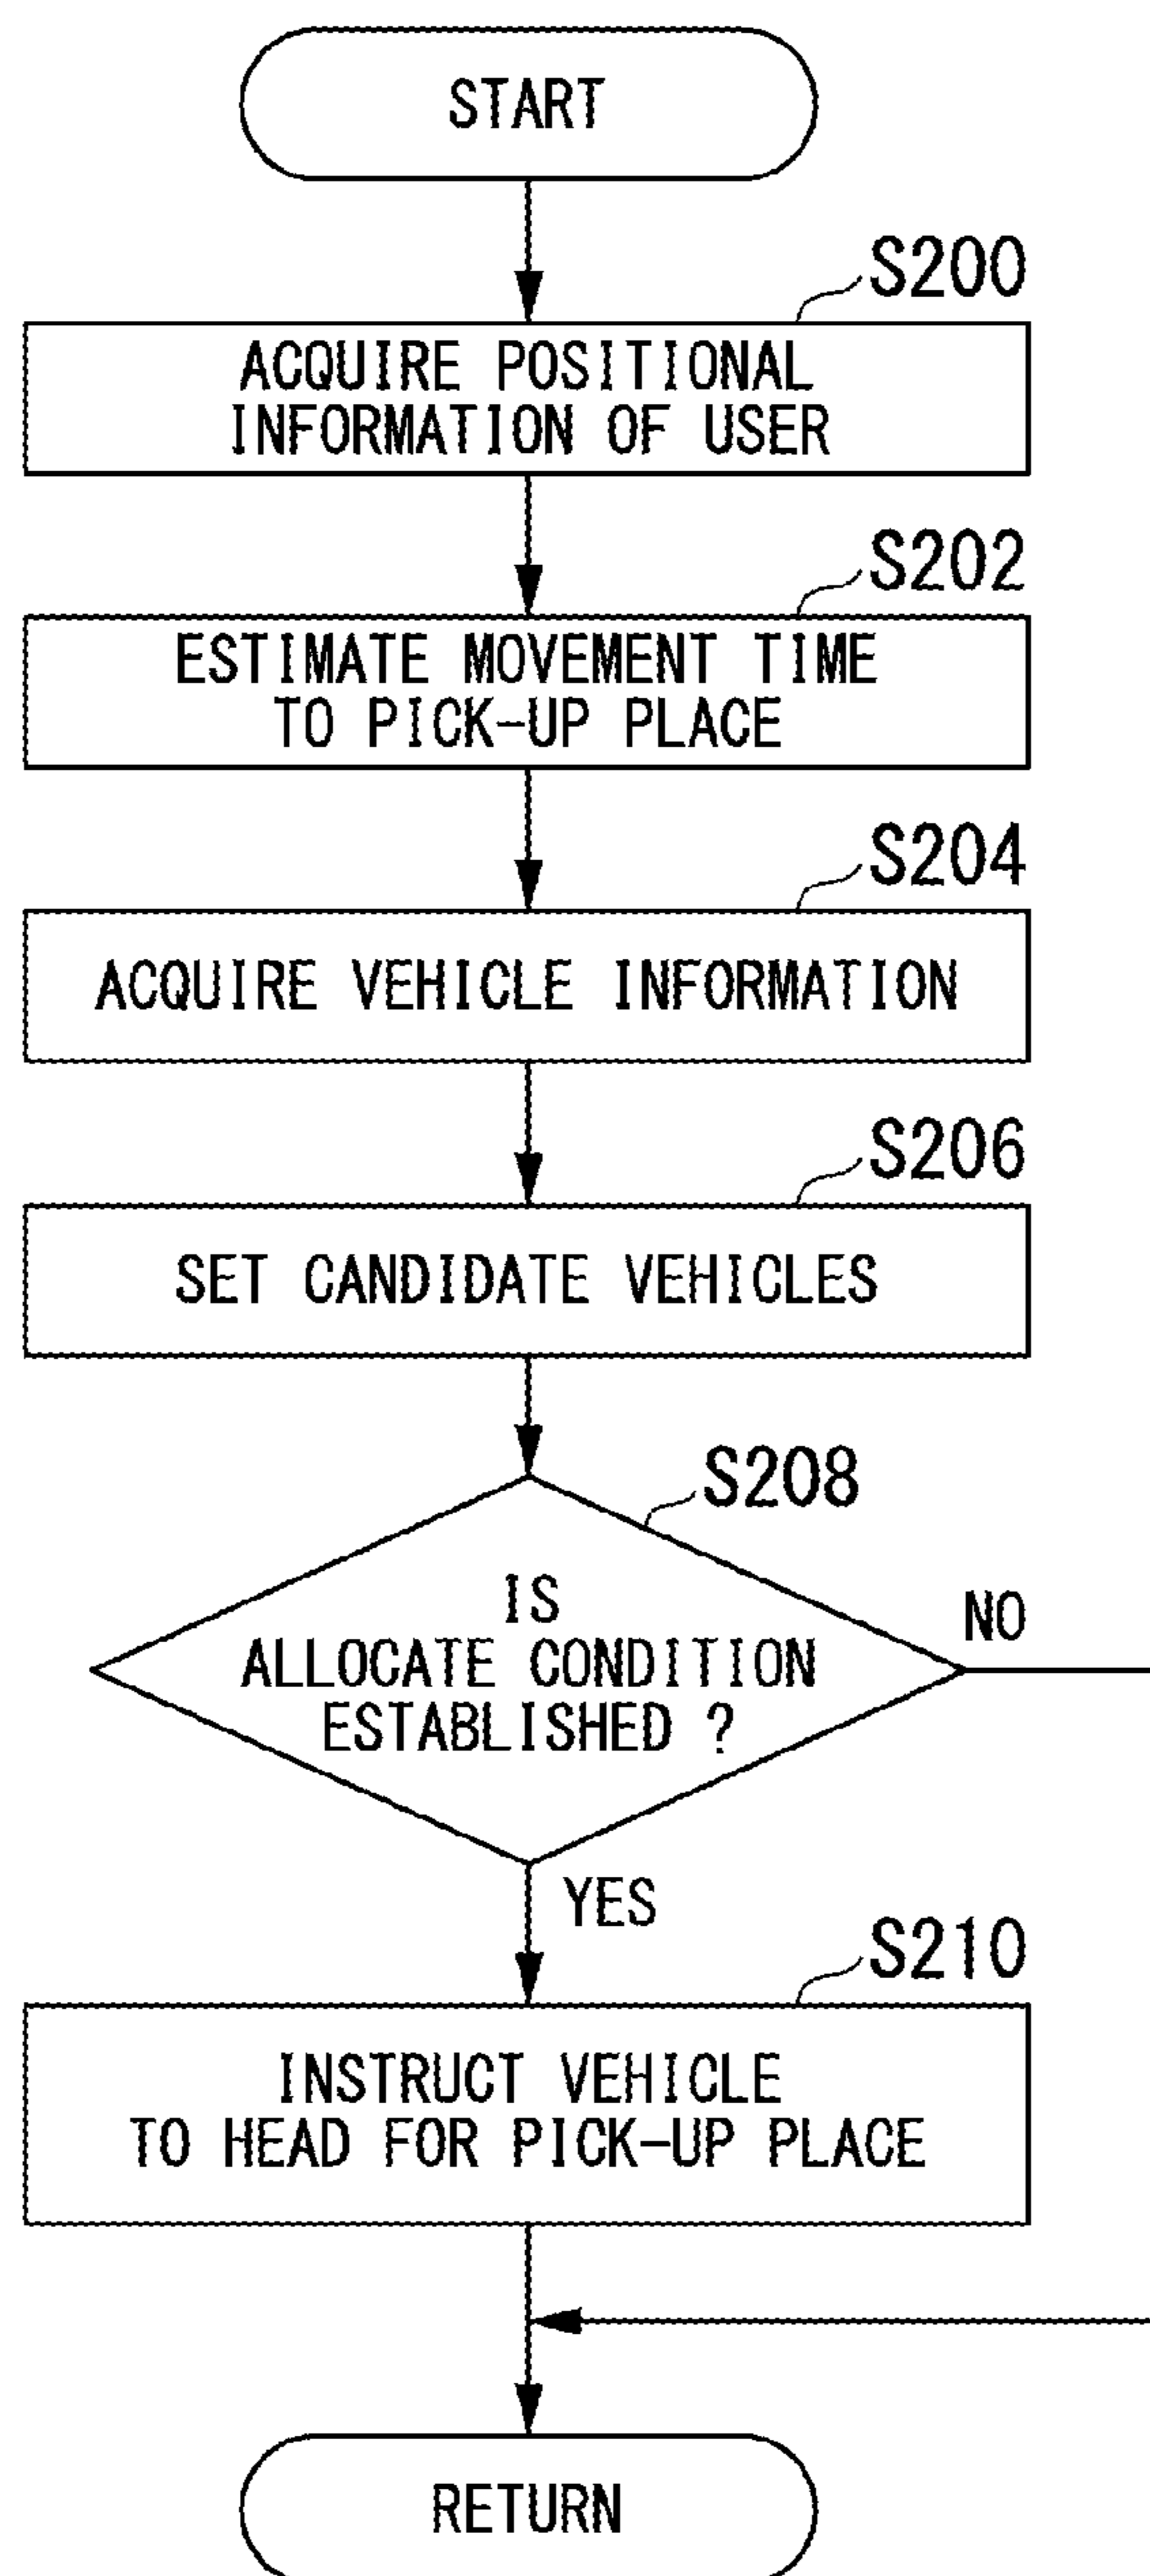 START
S200
ACQUIRE POSITIONAL
INFORMATION OF USER
S202
ESTIMATE MOVEMENT TIME
TO PICK-UP PLACE
S204
ACQUIRE VEHICLE INFORMATION
S206
SET CANDIDATE VEHICLES
S208
IS
ALLOCATE CONDITION
ESTABLISHED ?
NO
YES
S210
INSTRUCT VEHICLE
TO HEAD FOR PICK-UP PLACE
RETURN